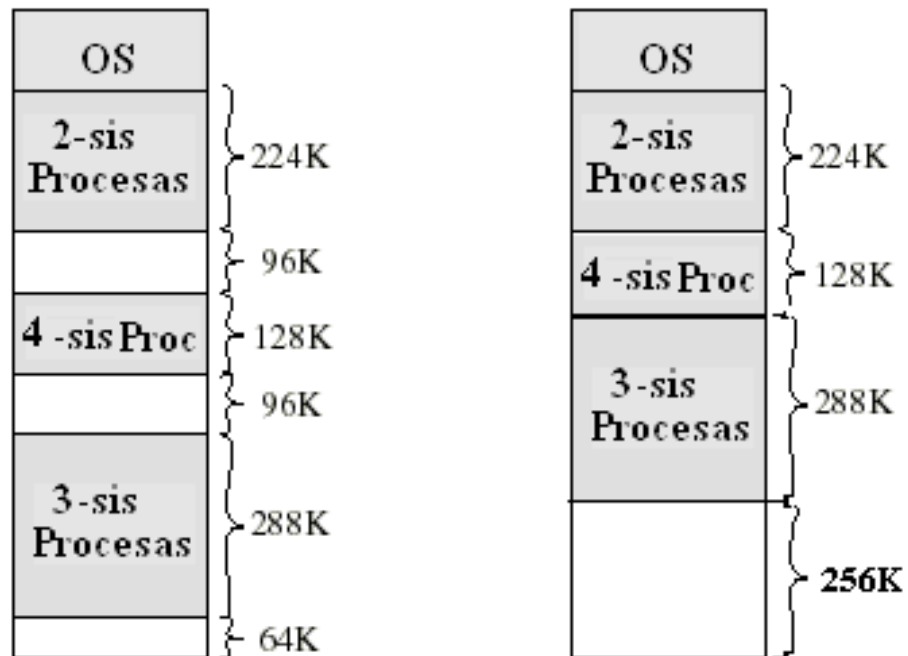 OS
2-sis
Procesas
224K
96K
4 -sis Proc
128K
96K
3-sis
Procesas
288K
64K
OS
2-sis
Procesas
224K
4 -sis Proc
128K
3-sis
Procesas
288K
256K